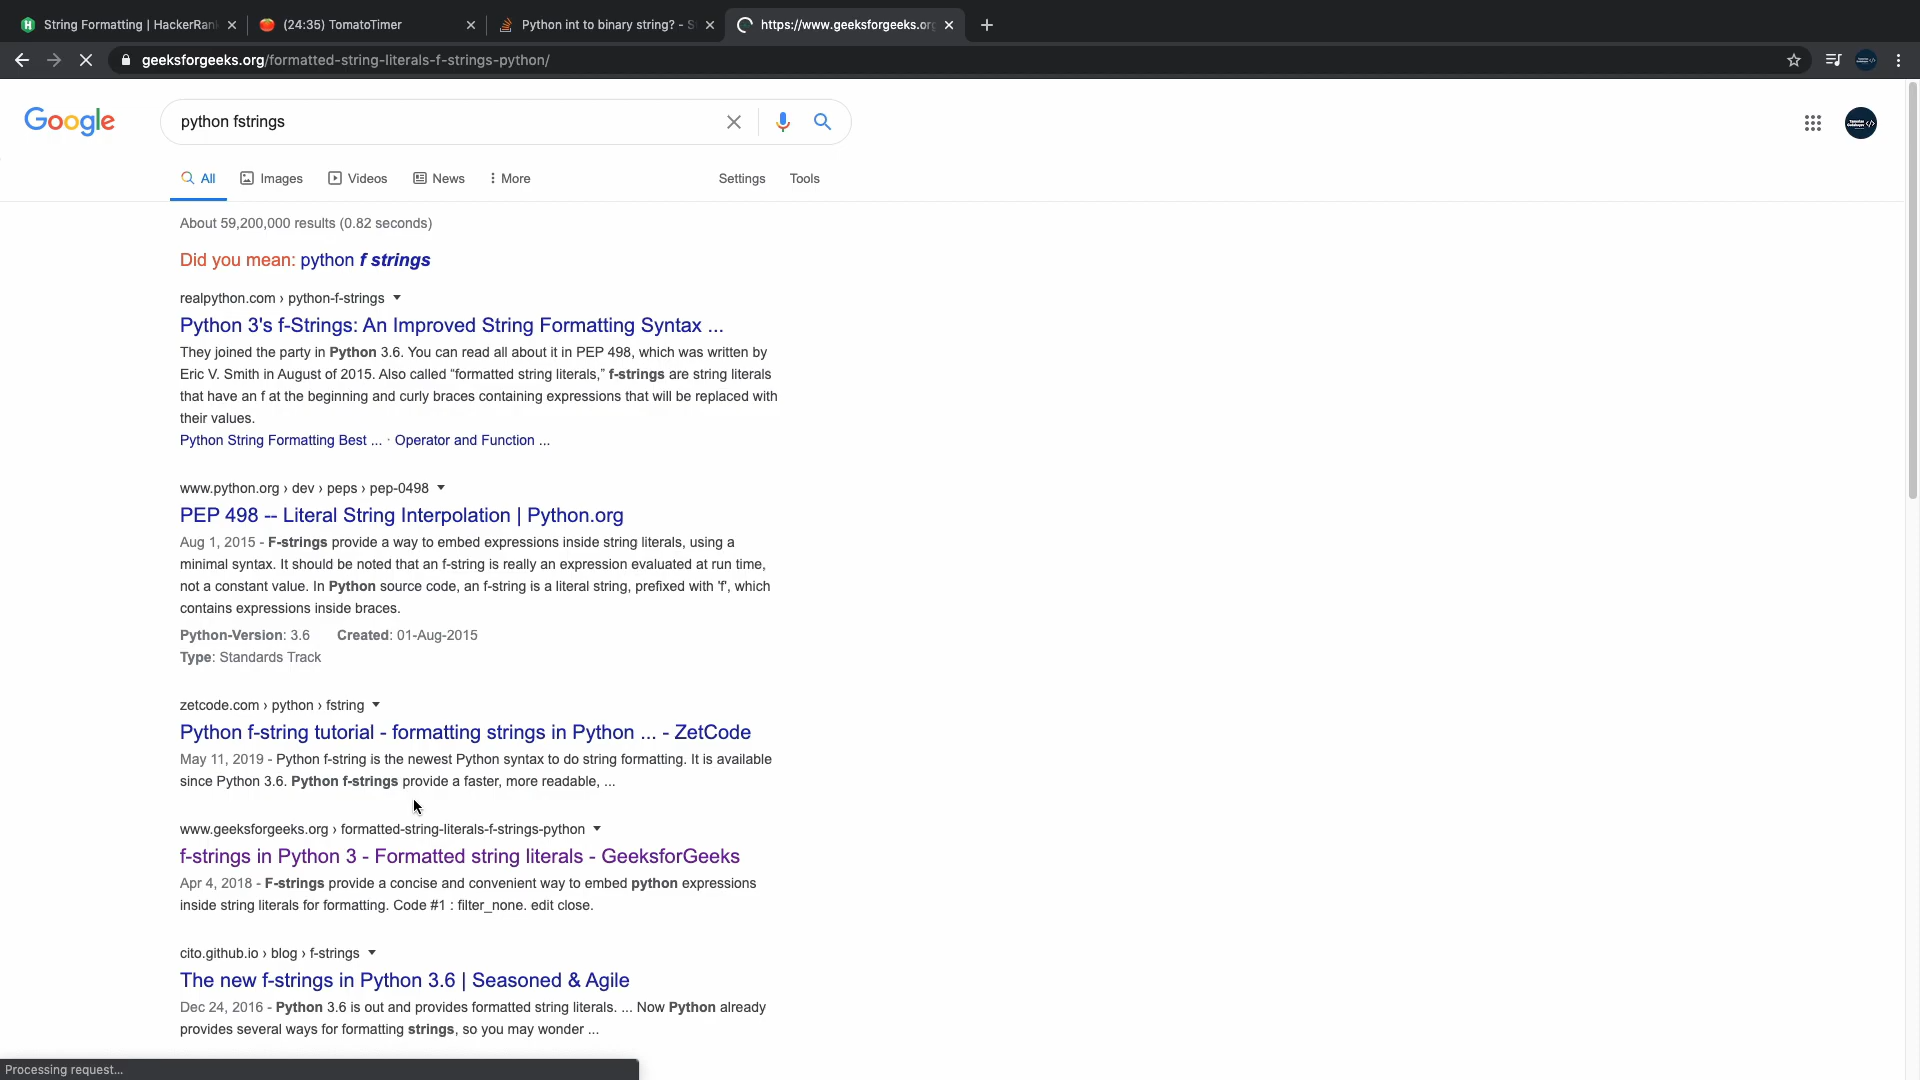 String Formatting | HackerRank
(24:35) TomatoTimer
Python int to binary string? - S
https://www.geeksforgeeks.or
geeksforgeeks.org/formatted-string-literals-f-strings-python/
Google
python fstrings
All
Images
Videos
News
More
Settings
Tools
About 59,200,000 results (0.82 seconds)
Did you mean: python f strings
realpython.com › python-f-strings
Python 3's f-Strings: An Improved String Formatting Syntax ...
They joined the party in Python 3.6. You can read all about it in PEP 498, which was written by
Eric V. Smith in August of 2015. Also called “formatted string literals,” f-strings are string literals
that have an f at the beginning and curly braces containing expressions that will be replaced with
their values.
Python String Formatting Best ... · Operator and Function ...
www.python.org › dev › peps › pep-0498
PEP 498 -- Literal String Interpolation | Python.org
Aug 1, 2015 - F-strings provide a way to embed expressions inside string literals, using a
minimal syntax. It should be noted that an f-string is really an expression evaluated at run time,
not a constant value. In Python source code, an f-string is a literal string, prefixed with 'f', which
contains expressions inside braces.
Python-Version: 3.6 Created: 01-Aug-2015
Type: Standards Track
zetcode.com › python › fstring
Python f-string tutorial - formatting strings in Python ... - ZetCode
May 11, 2019 - Python f-string is the newest Python syntax to do string formatting. It is available
since Python 3.6. Python f-strings provide a faster, more readable, ...
www.geeksforgeeks.org › formatted-string-literals-f-strings-python
f-strings in Python 3 - Formatted string literals - GeeksforGeeks
Apr 4, 2018 - F-strings provide a concise and convenient way to embed python expressions
inside string literals for formatting. Code #1 : filter_none. edit close.
cito.github.io › blog › f-strings
The new f-strings in Python 3.6 | Seasoned & Agile
Dec 24, 2016 - Python 3.6 is out and provides formatted string literals. ... Now Python already
provides several ways for formatting strings, so you may wonder ...
Processing request...